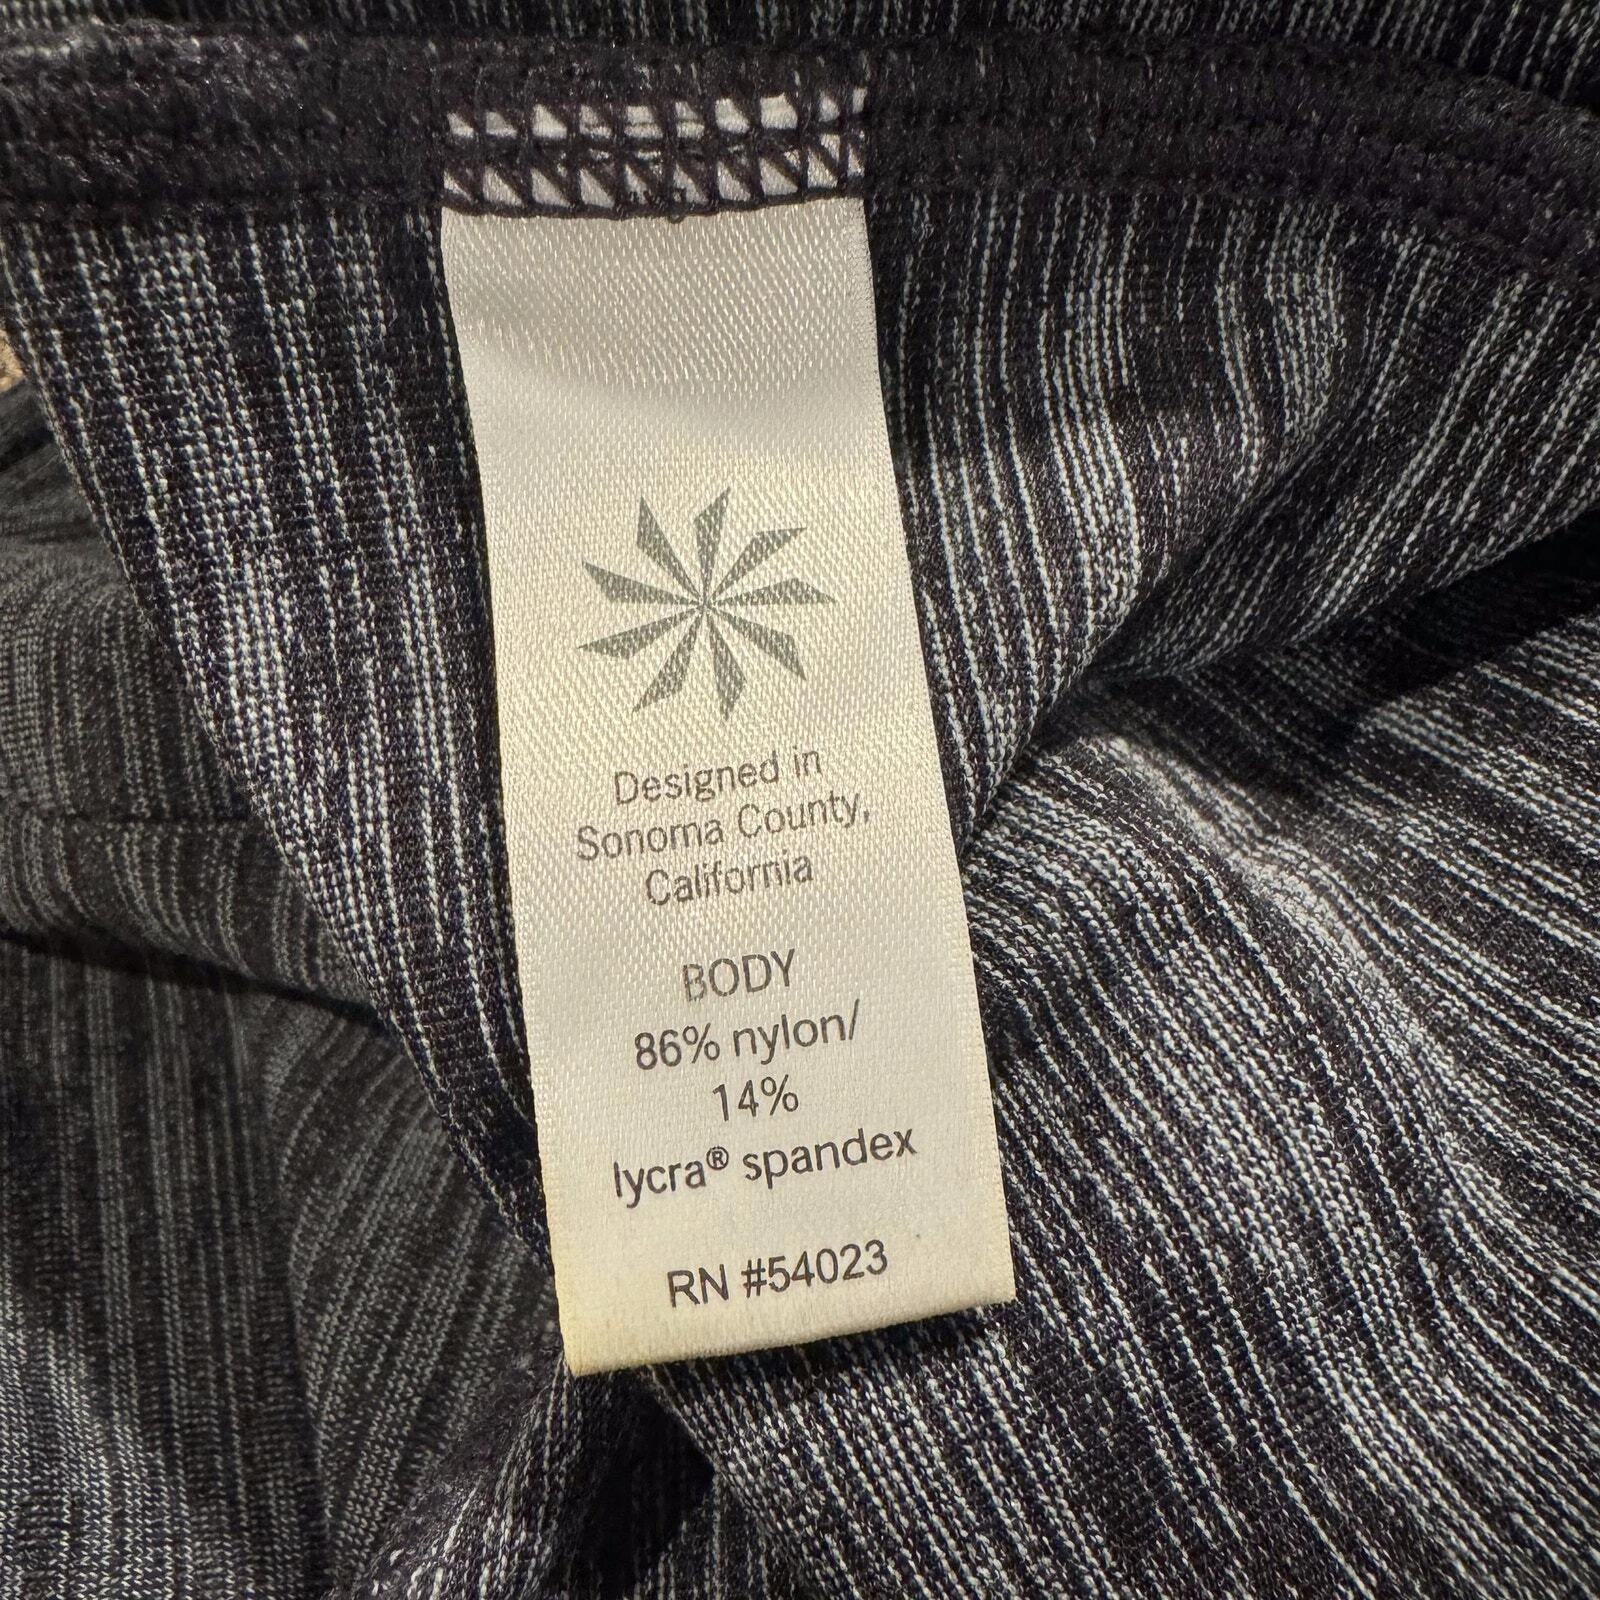 Designed in
Sonoma County,
California
BODY
86% nylon/
14%
lycra® spandex
RN #54023